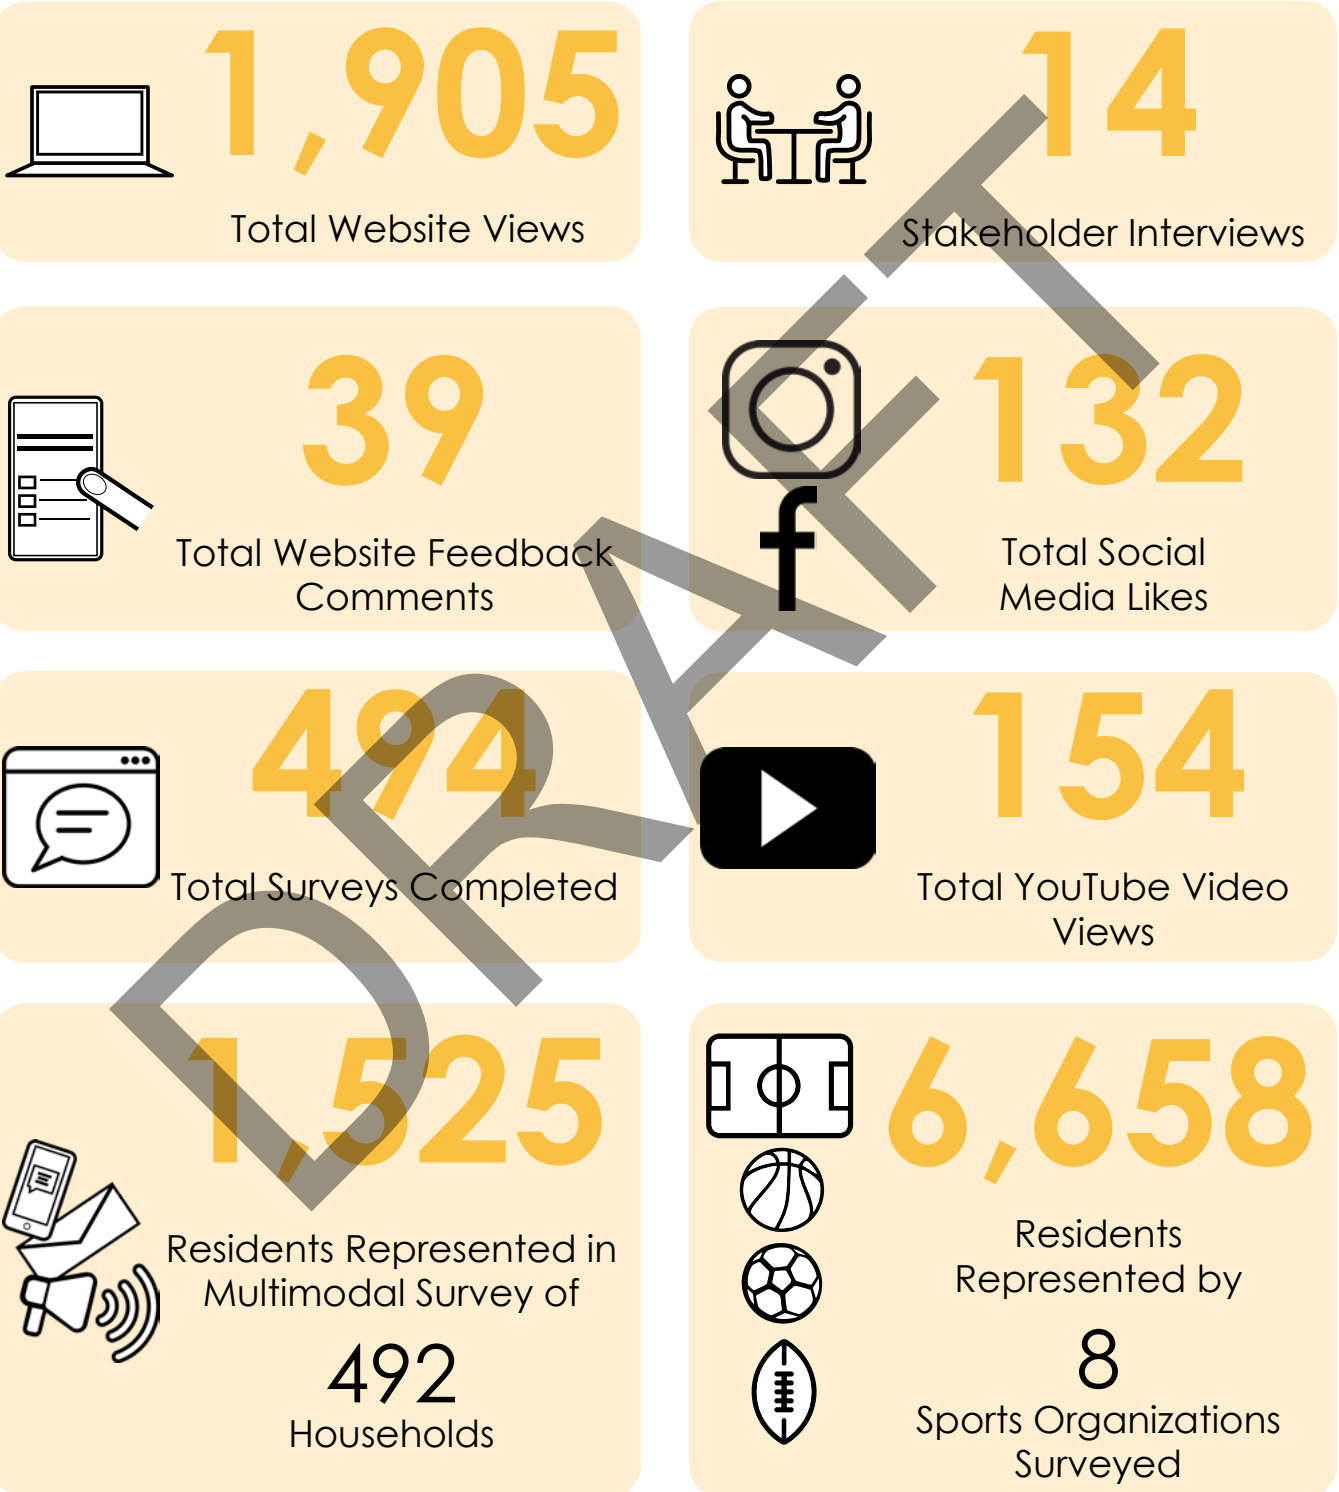 1,905
Total Website Views
14
Stakeholder Interviews
39
Total Website Feedback
Comments
132
Total Social
Media Likes
494
Total Surveys Completed
154
Total YouTube Video
Views
1,525
Residents Represented in
Multimodal Survey of
492
Households
6,658
Residents
Represented by
8
Sports Organizations
Surveyed
DRAFT